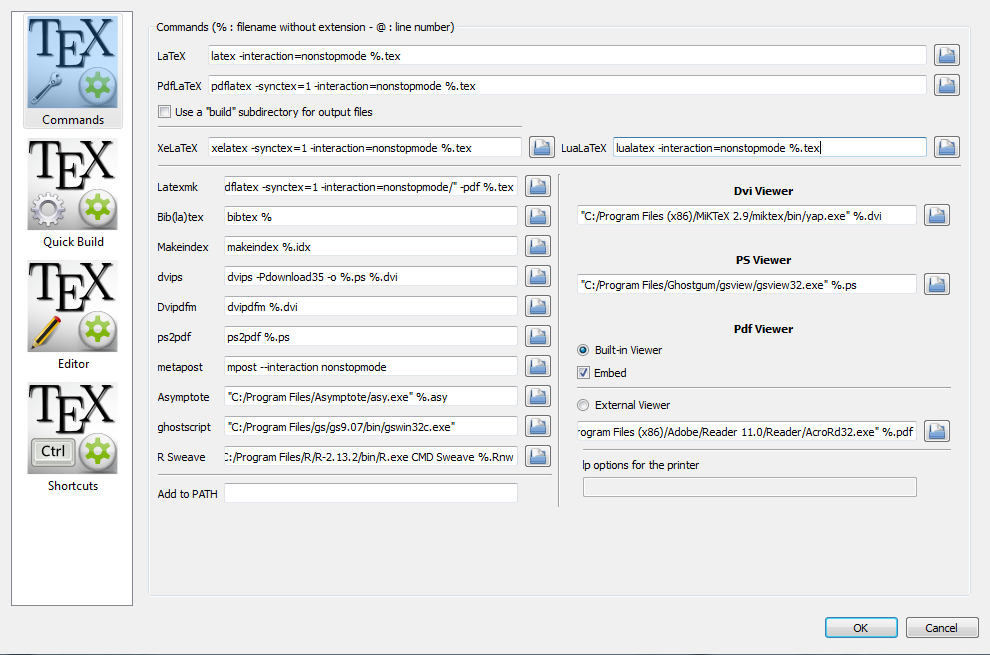 TEX
Commands
TEX
Quick Build
TEX
Editor
TEX
Ctrl
Shortcuts
Commands (% : filename without extension - @ : line number)
LaTeX latex -interaction=nonstopmode %.tex
PdfLaTeX pdflatex -synctex=1 -interaction=nonstopmode %.tex
Use a "build" subdirectory for output files
XeLaTeX xelatex -synctex=1 -interaction=nonstopmode %.tex LuaLaTeX lualatex -interaction=nonstopmode %.tex
Latexmk dflatex -synctex=1 -interaction=nonstopmode/" -pdf %.tex
Bib(la)tex bibtex %
Makeindex makeindex %.idx
dvips dvips -Pdownload35 -o %.ps %.dvi
Dvipdfm dvipdfm %.dvi
ps2pdf ps2pdf %.ps
metapost mpost --interaction nonstopmode
Asymptote "C:/Program Files/Asymptote/asy.exe" %.asy
ghostscript "C:/Program Files/gs/gs9.07/bin/gswin32c.exe"
R Sweave C:/Program Files/R/R-2.13.2/bin/R.exe CMD Sweave %.Rnw
Add to PATH
Dvi Viewer
"C:/Program Files (x86)/MiKTeX 2.9/miktex/bin/yap.exe" %.dvi
PS Viewer
"C:/Program Files/Ghostgum/gsview/gsview32.exe" %.ps
Pdf Viewer
Built-in Viewer
Embed
External Viewer
rogram Files (x86)/Adobe/Reader 11.0/Reader/AcroRd32.exe" %.pdf
lp options for the printer
OK Cancel